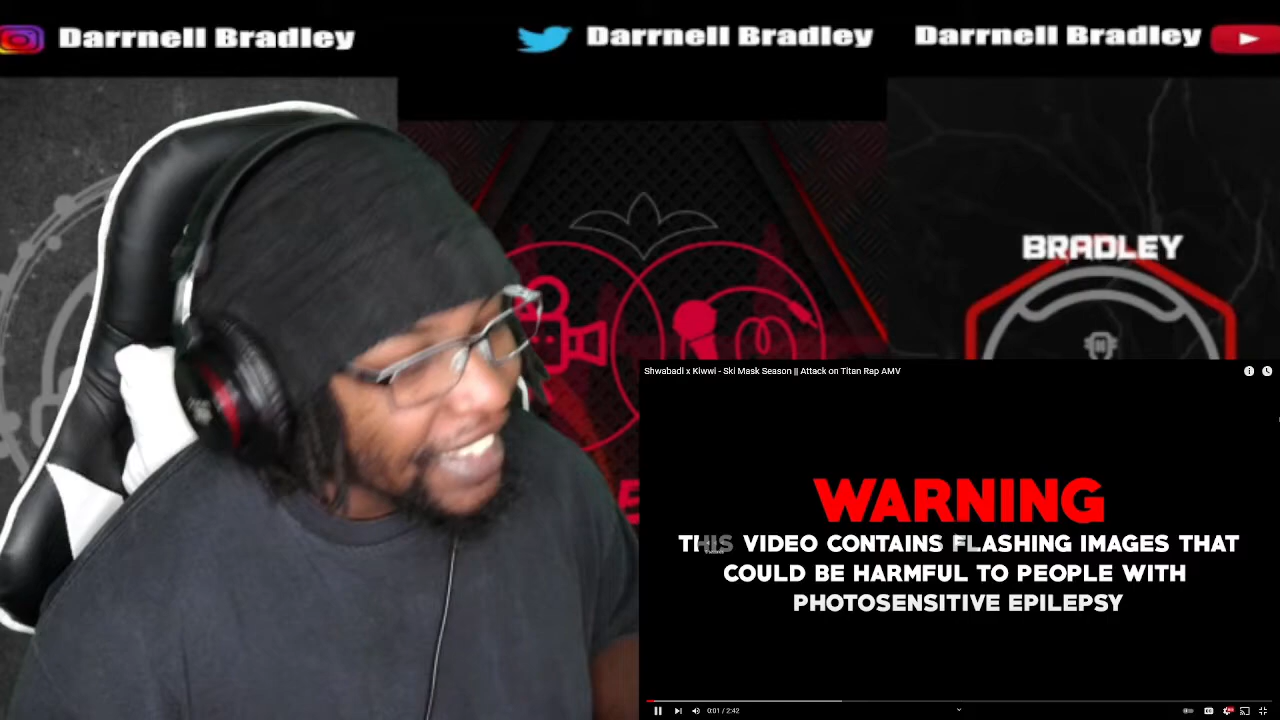 Darrnell Bradley
Darrnell Bradley
Darrnell Bradley
BRADLEY
Shwabadi x Kiwwi - Ski Mask Season || Attack on Titan Rap AMV
WARNING
THIS VIDEO CONTAINS FLASHING IMAGES THAT
COULD BE HARMFUL TO PEOPLE WITH
PHOTOSENSITIVE EPILEPSY
0:01 / 2:42